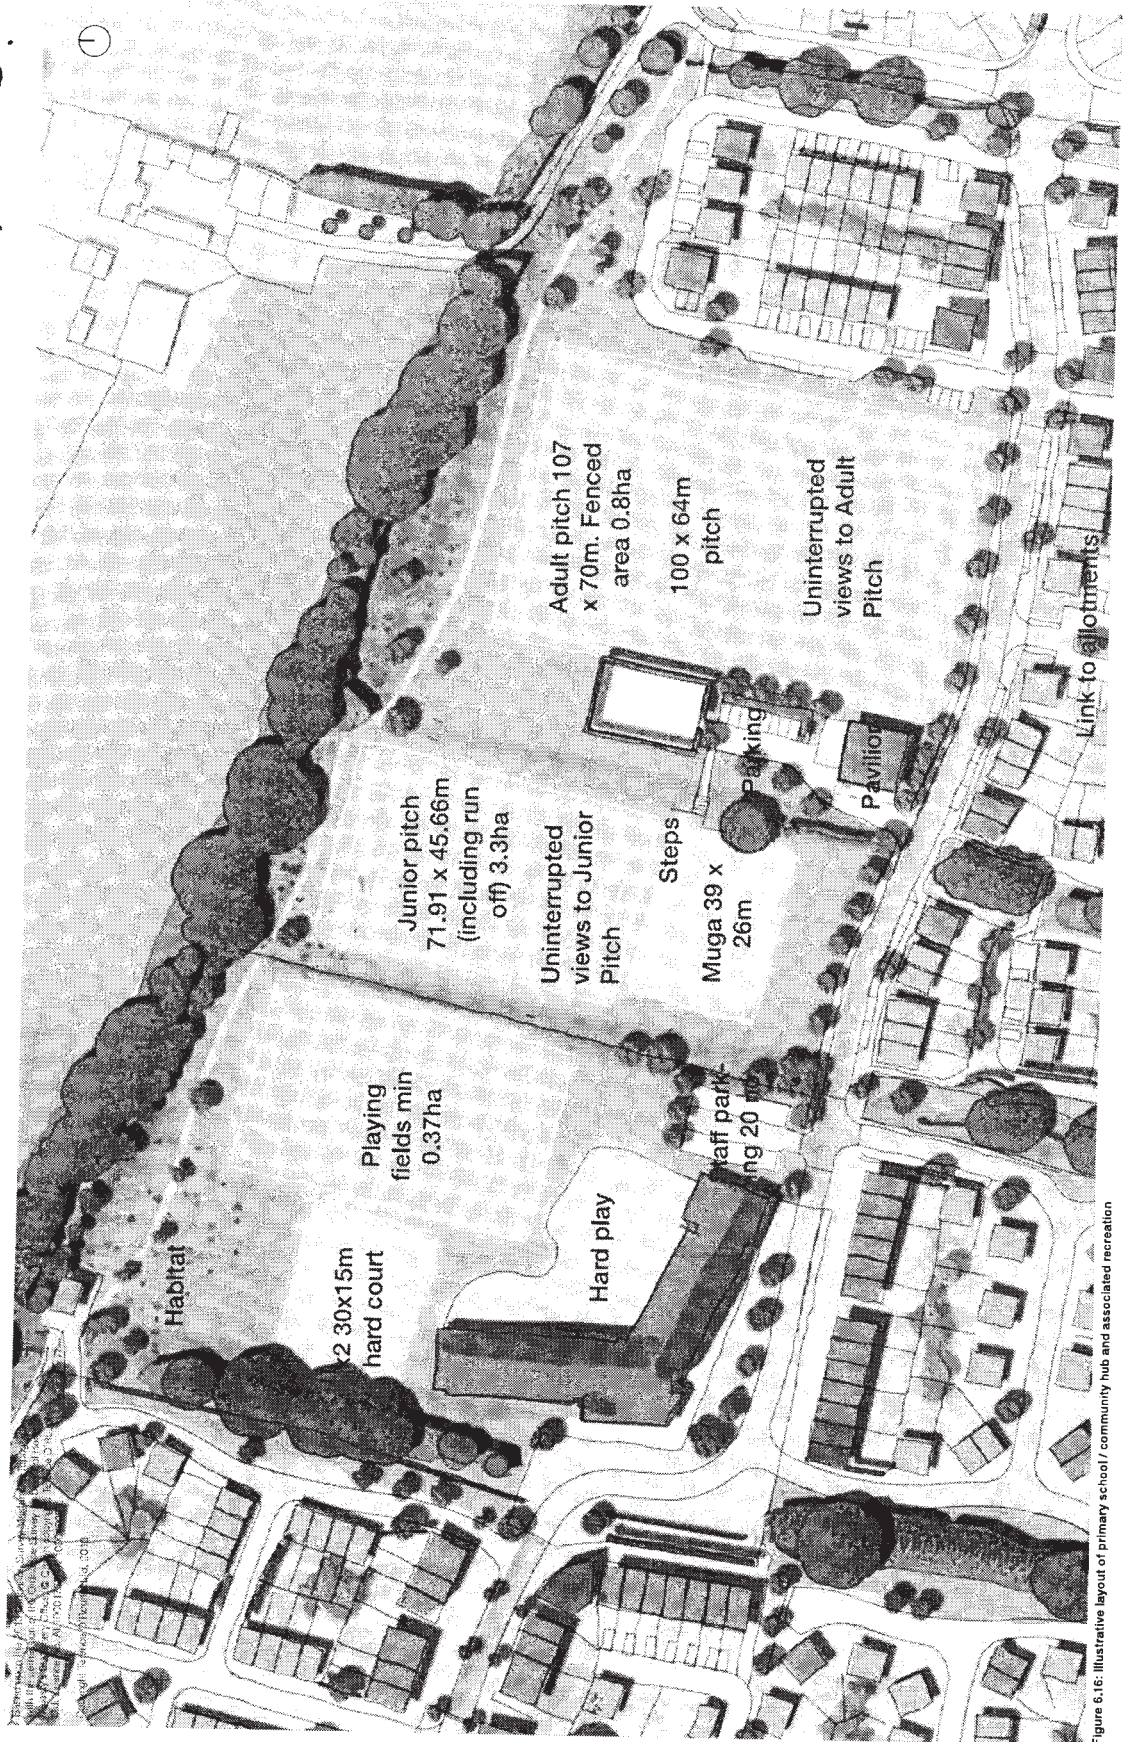 Habitat
x2 30x15m
hard court
Playing
fields min
0.37ha
Hard play
taff park-
ng 20 no
Junior pitch
71.91 x 45.66m
(including run
off) 3.3ha
Uninterrupted
views to Junior
Pitch
Steps
Muga 39 x
26m
Parking
Pavilion
Adult pitch 107
x 70m. Fenced
area 0.8ha
100 x 64m
pitch
Uninterrupted
views to Adult
Pitch
Link to allotments
Figure 6.16: Illustrative layout of primary school / community hub and associated recreation